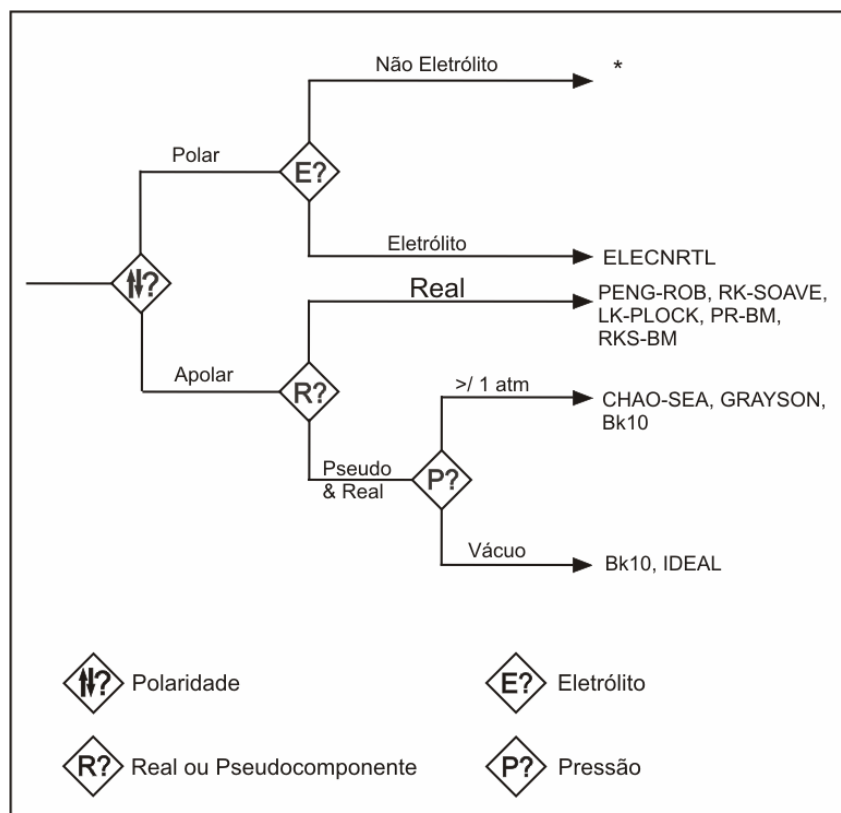 Não Eletrólito
*
Polar
E?
Eletrólito
ELECNRTL
?
Real
PENG-ROB, RK-SOAVE,
LK-PLOCK, PR-BM,
RKS-BM
Apolar
R?
>/ 1 atm
CHAO-SEA, GRAYSON,
Bk10
Pseudo
& Real
P?
Vácuo
Bk10, IDEAL
? Polaridade
E? Eletrólito
R? Real ou Pseudocomponente
P? Pressão